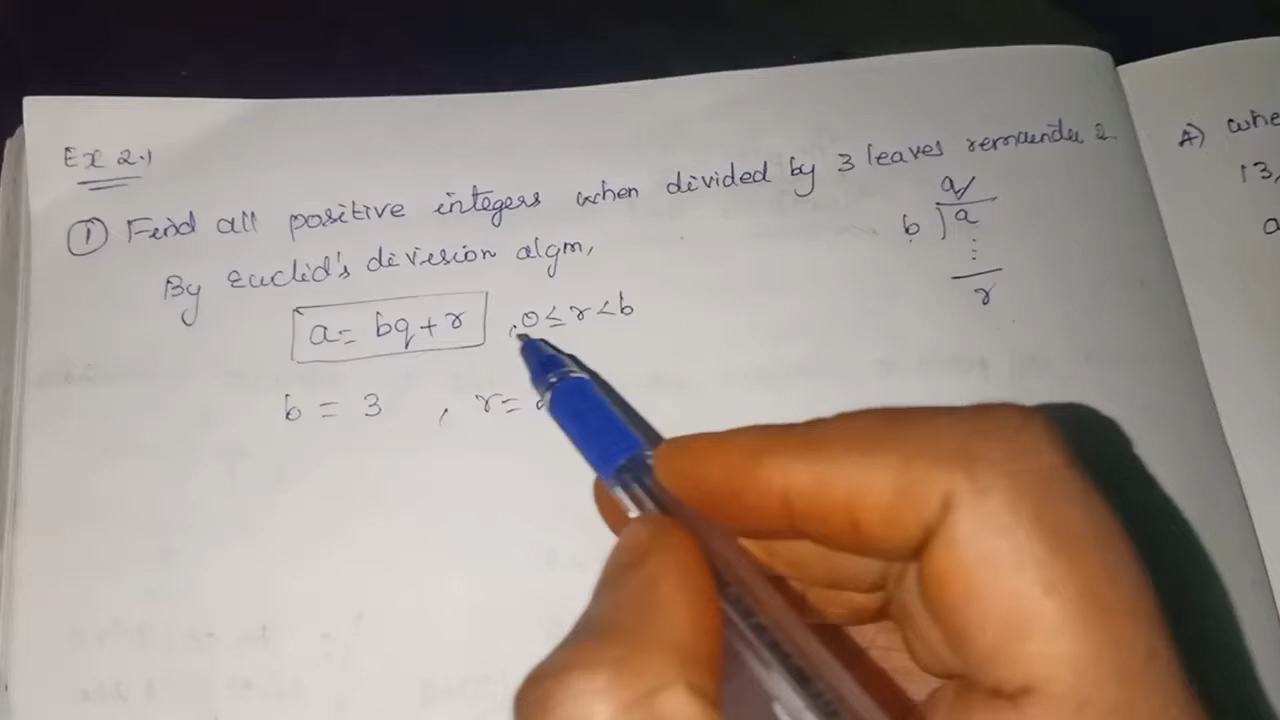 Ex 2.1
① Find all positive integers when divided by 3 leaves remainder 2
By Euclid's division algm,
a = bq + r , 0 ≤ r < b
b = 3 , r =
q
b ) a
⋮
r
A) whe
13,
a